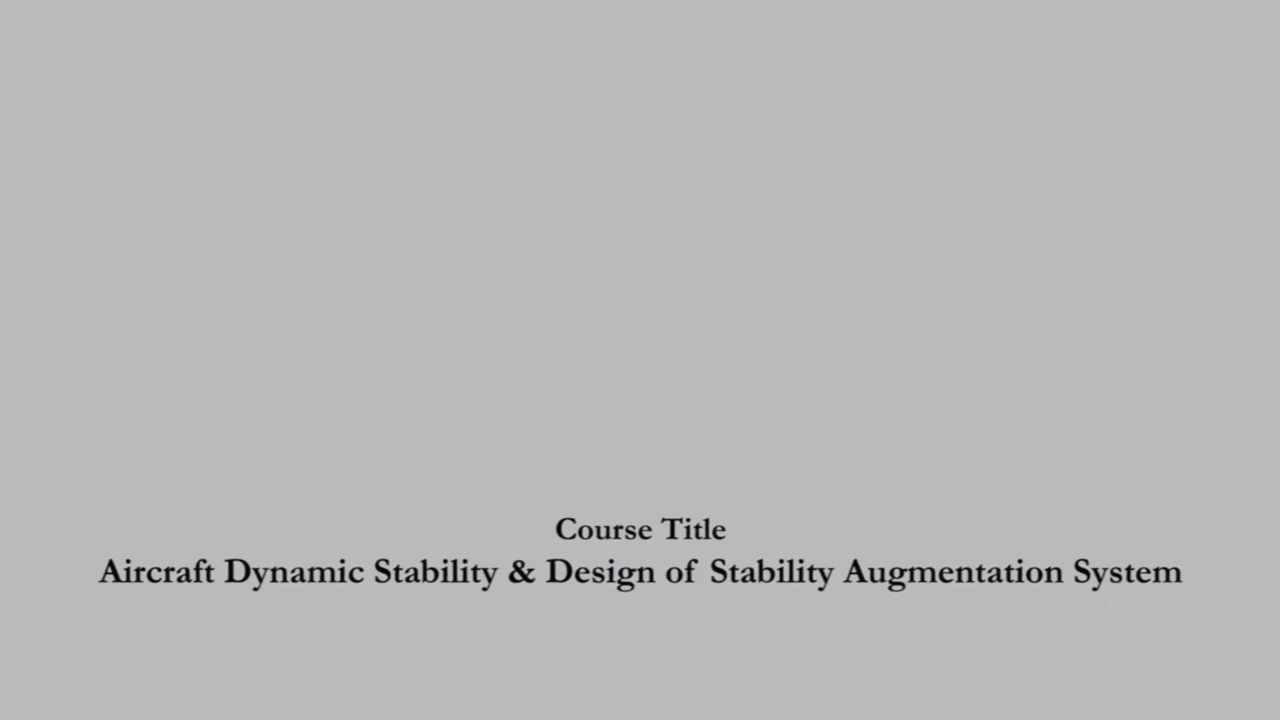 Course Title
Aircraft Dynamic Stability & Design of Stability Augmentation System